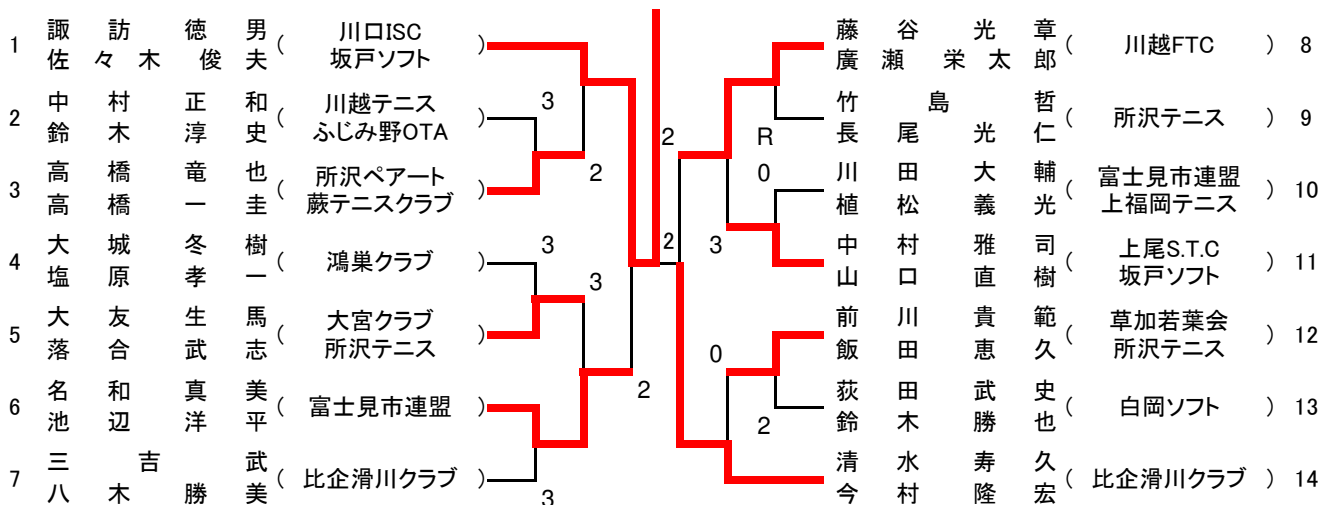 諏訪徳男
1 ( 川口ISC )
佐々木俊夫 坂戸ソフト
3
中村正和 川越テニス
2 ( )
鈴木淳史 ふじみ野OTA
2
高橋竜也 所沢ペアート
3 ( )
高橋一圭 蕨テニスクラブ
3
大城冬樹
4 ( 鴻巣クラブ )
塩原孝一
3
大友生馬 大宮クラブ
5 ( )
落合武志 所沢テニス
2
名和真美
6 ( 富士見市連盟 )
池辺洋平
三吉武
7 ( 比企滑川クラブ )
八木勝美
3
2
2
藤谷光章
( 川越FTC ) 8
廣瀬栄太郎
R
竹島哲
( 所沢テニス ) 9
長尾光仁
0
川田大輔 富士見市連盟
( ) 10
植松義光 上福岡テニス
3
中村雅司 上尾S.T.C
( ) 11
山口直樹 坂戸ソフト
前川貴範 草加若葉会
( ) 12
飯田恵久 所沢テニス
0
荻田武史
( 白岡ソフト ) 13
鈴木勝也
2
清水寿久
( 比企滑川クラブ ) 14
今村隆宏